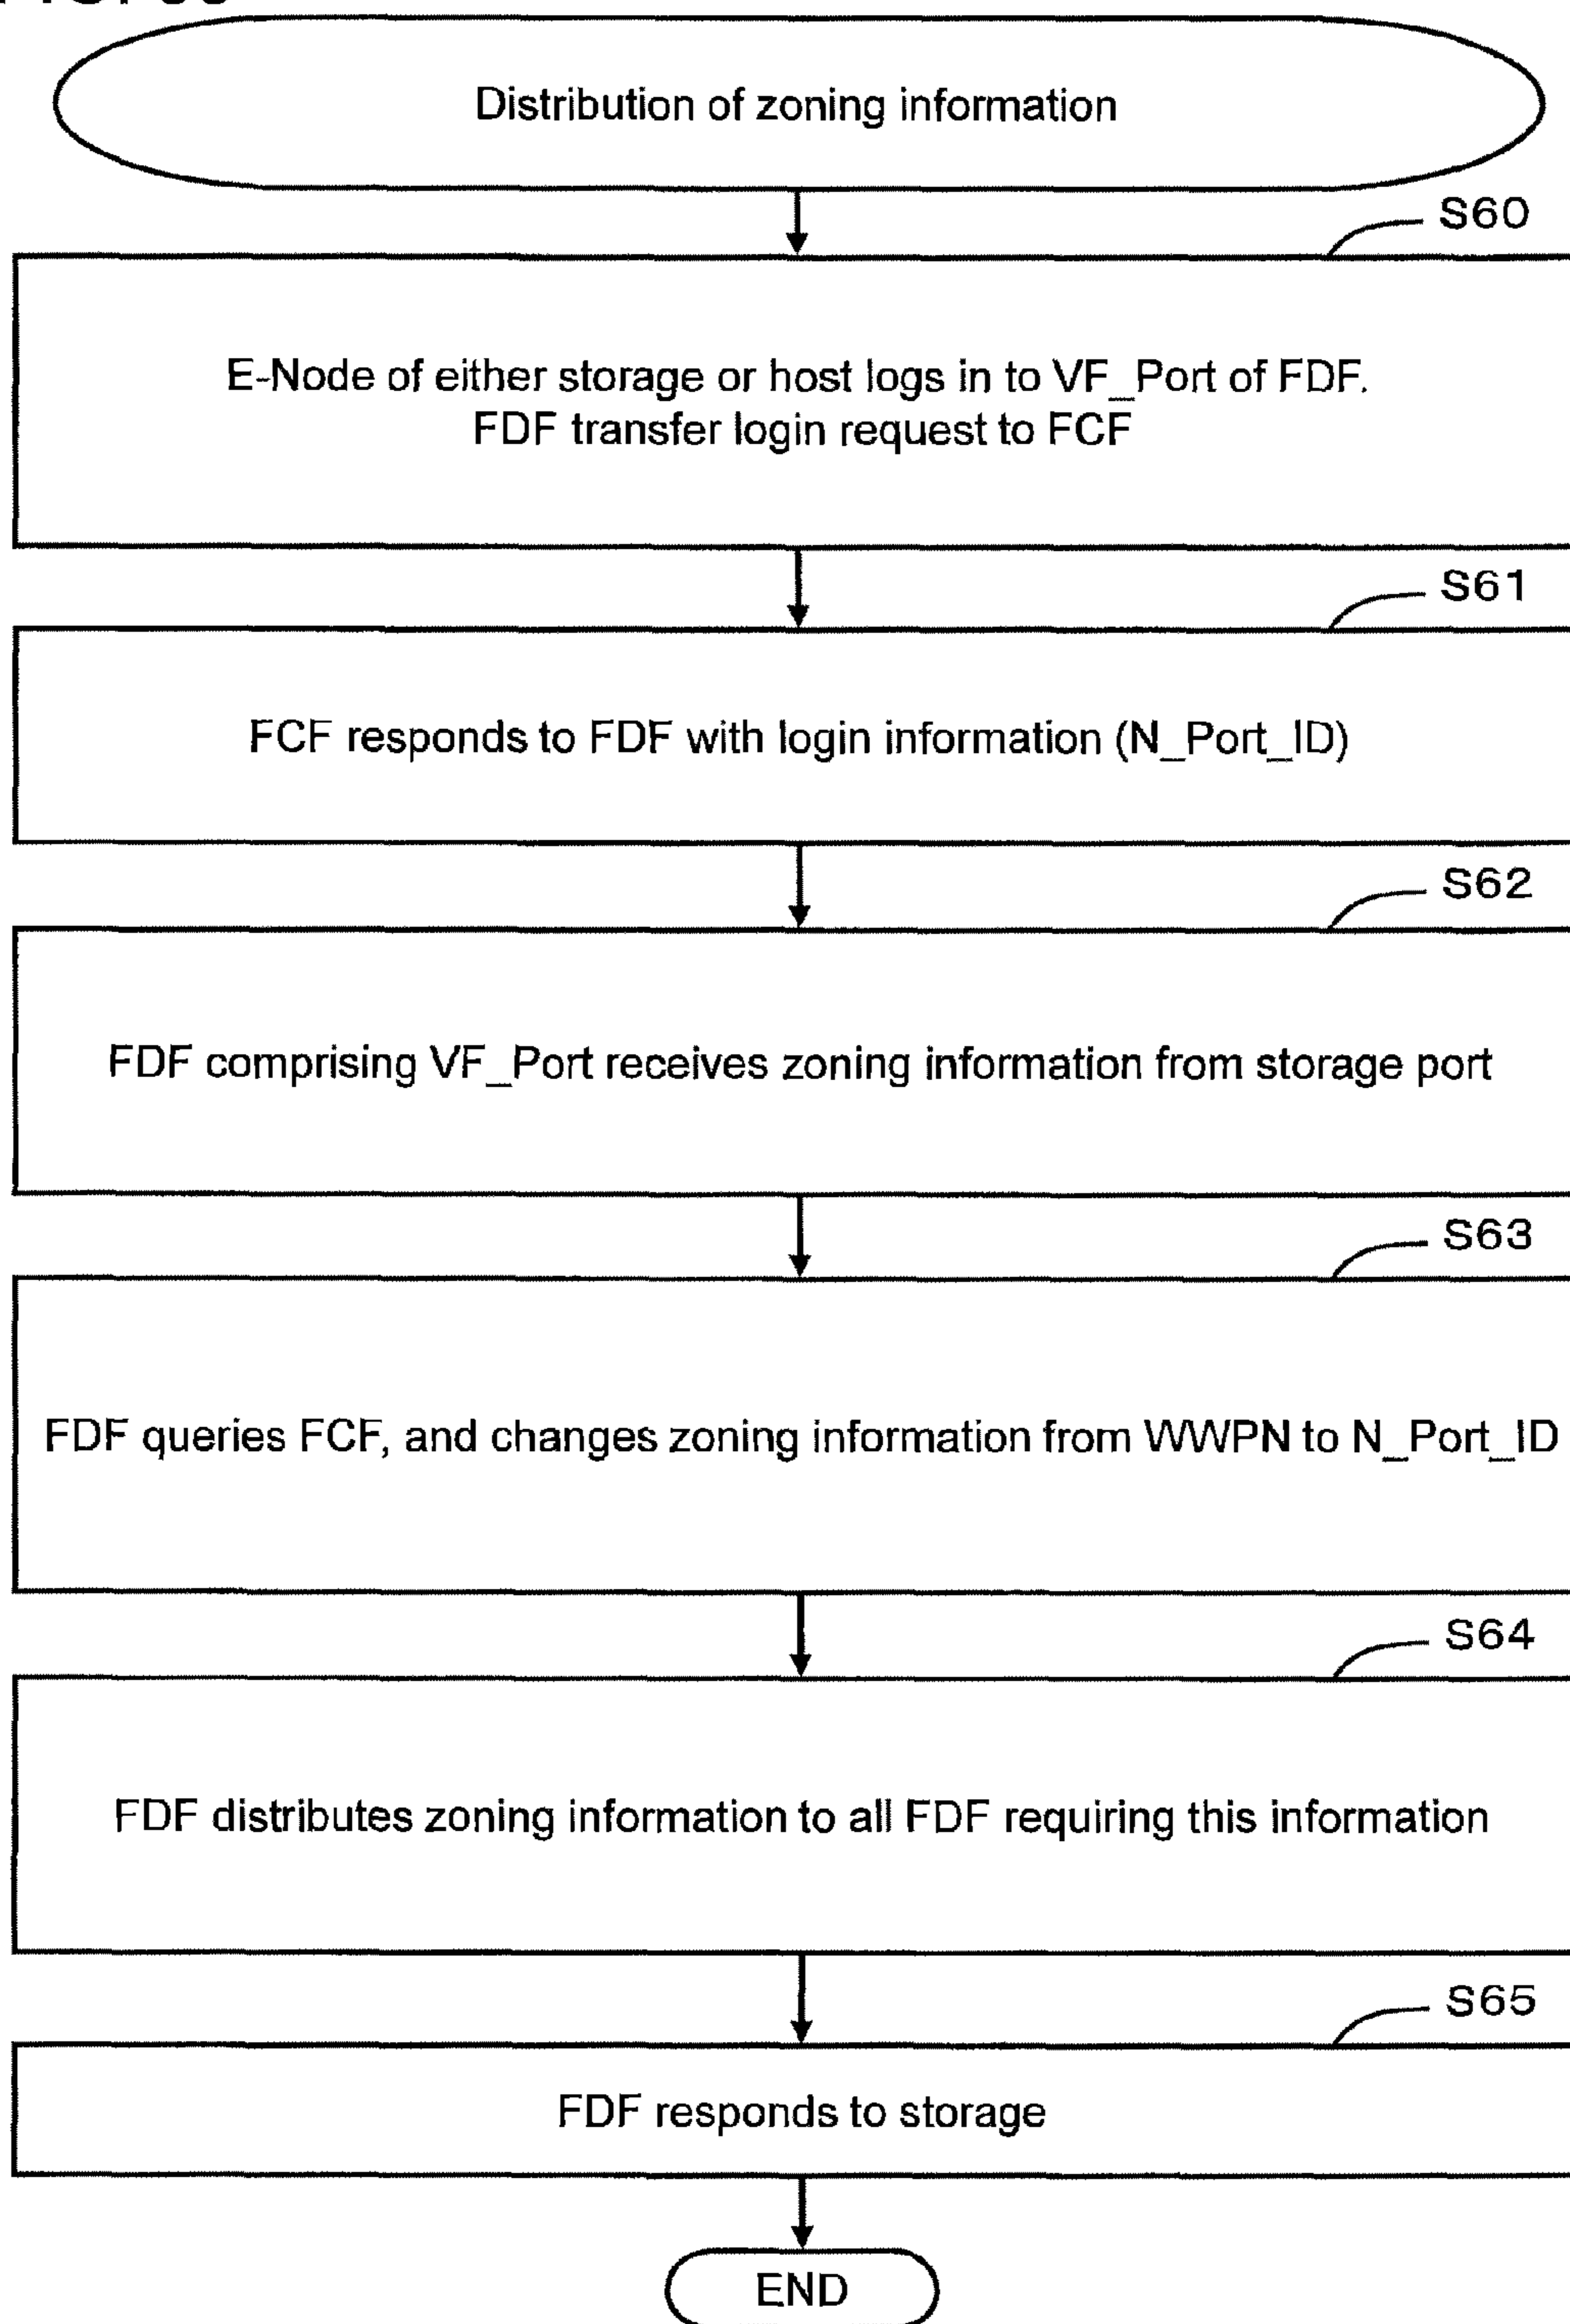 Distribution of zoning information
S60
E-Node of either storage or host logs in to VF_Port of FDF.
FDF transfer login request to FCF
S61
FCF responds to FDF with login information (N_Port_ID)
S62
FDF comprising VF_Port receives zoning information from storage port
S63
FDF queries FCF, and changes zoning information from WWPN to N_Port_ID
S64
FDF distributes zoning information to all FDF requiring this information
S65
FDF responds to storage
END